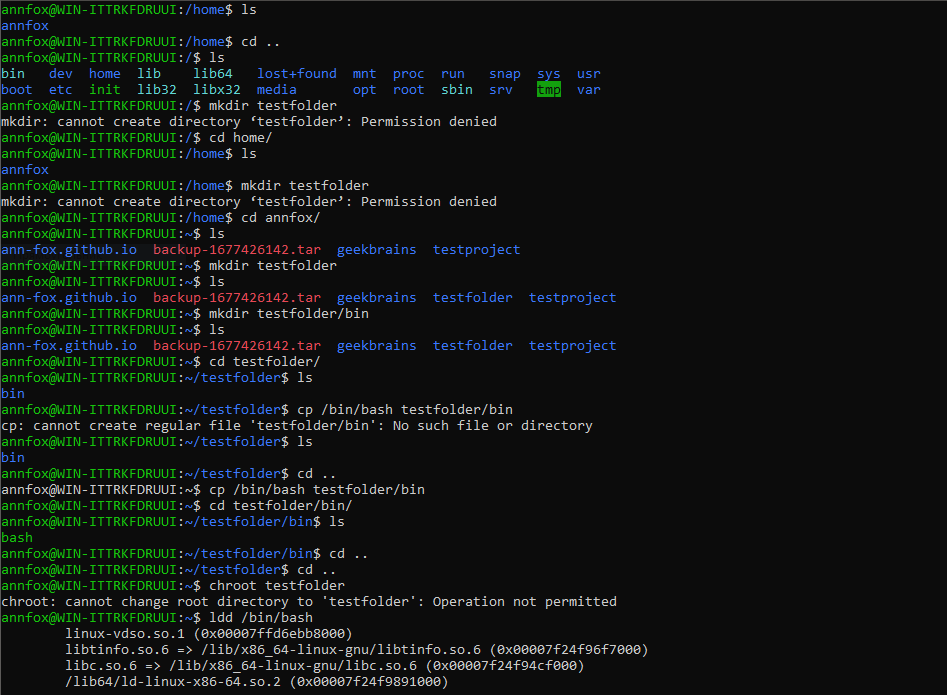 annfox@WIN-ITTRKFDRUUI:/home$ ls
annfox
annfox@WIN-ITTRKFDRUUI:/home$ cd ..
annfox@WIN-ITTRKFDRUUI:/$ ls
bin   dev  home  lib    lib64   lost+found  mnt  proc  run   snap  sys  usr
boot  etc  init  lib32  libx32  media       opt  root  sbin  srv   tmp  var
annfox@WIN-ITTRKFDRUUI:/$ mkdir testfolder
mkdir: cannot create directory ‘testfolder’: Permission denied
annfox@WIN-ITTRKFDRUUI:/$ cd home/
annfox@WIN-ITTRKFDRUUI:/home$ ls
annfox
annfox@WIN-ITTRKFDRUUI:/home$ mkdir testfolder
mkdir: cannot create directory ‘testfolder’: Permission denied
annfox@WIN-ITTRKFDRUUI:/home$ cd annfox/
annfox@WIN-ITTRKFDRUUI:~$ ls
ann-fox.github.io  backup-1677426142.tar  geekbrains  testproject
annfox@WIN-ITTRKFDRUUI:~$ mkdir testfolder
annfox@WIN-ITTRKFDRUUI:~$ ls
ann-fox.github.io  backup-1677426142.tar  geekbrains  testfolder  testproject
annfox@WIN-ITTRKFDRUUI:~$ mkdir testfolder/bin
annfox@WIN-ITTRKFDRUUI:~$ ls
ann-fox.github.io  backup-1677426142.tar  geekbrains  testfolder  testproject
annfox@WIN-ITTRKFDRUUI:~$ cd testfolder/
annfox@WIN-ITTRKFDRUUI:~/testfolder$ ls
bin
annfox@WIN-ITTRKFDRUUI:~/testfolder$ cp /bin/bash testfolder/bin
cp: cannot create regular file 'testfolder/bin': No such file or directory
annfox@WIN-ITTRKFDRUUI:~/testfolder$ ls
bin
annfox@WIN-ITTRKFDRUUI:~/testfolder$ cd ..
annfox@WIN-ITTRKFDRUUI:~$ cp /bin/bash testfolder/bin
annfox@WIN-ITTRKFDRUUI:~$ cd testfolder/bin/
annfox@WIN-ITTRKFDRUUI:~/testfolder/bin$ ls
bash
annfox@WIN-ITTRKFDRUUI:~/testfolder/bin$ cd ..
annfox@WIN-ITTRKFDRUUI:~/testfolder$ cd ..
annfox@WIN-ITTRKFDRUUI:~$ chroot testfolder
chroot: cannot change root directory to 'testfolder': Operation not permitted
annfox@WIN-ITTRKFDRUUI:~$ ldd /bin/bash
        linux-vdso.so.1 (0x00007ffd6ebb8000)
        libtinfo.so.6 => /lib/x86_64-linux-gnu/libtinfo.so.6 (0x00007f24f96f7000)
        libc.so.6 => /lib/x86_64-linux-gnu/libc.so.6 (0x00007f24f94cf000)
        /lib64/ld-linux-x86-64.so.2 (0x00007f24f9891000)